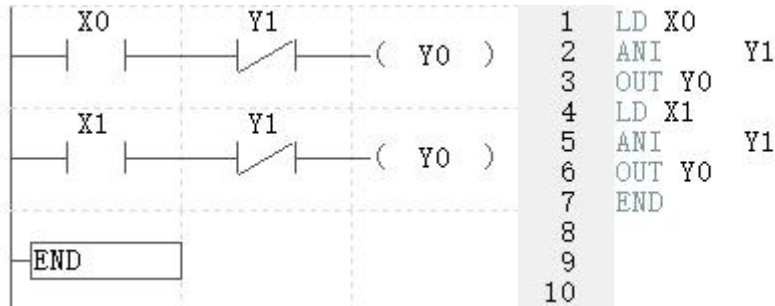 X0 Y1
( Y0 )
X1 Y1
( Y0 )
END
1 LD X0
2 ANI Y1
3 OUT Y0
4 LD X1
5 ANI Y1
6 OUT Y0
7 END
8
9
10